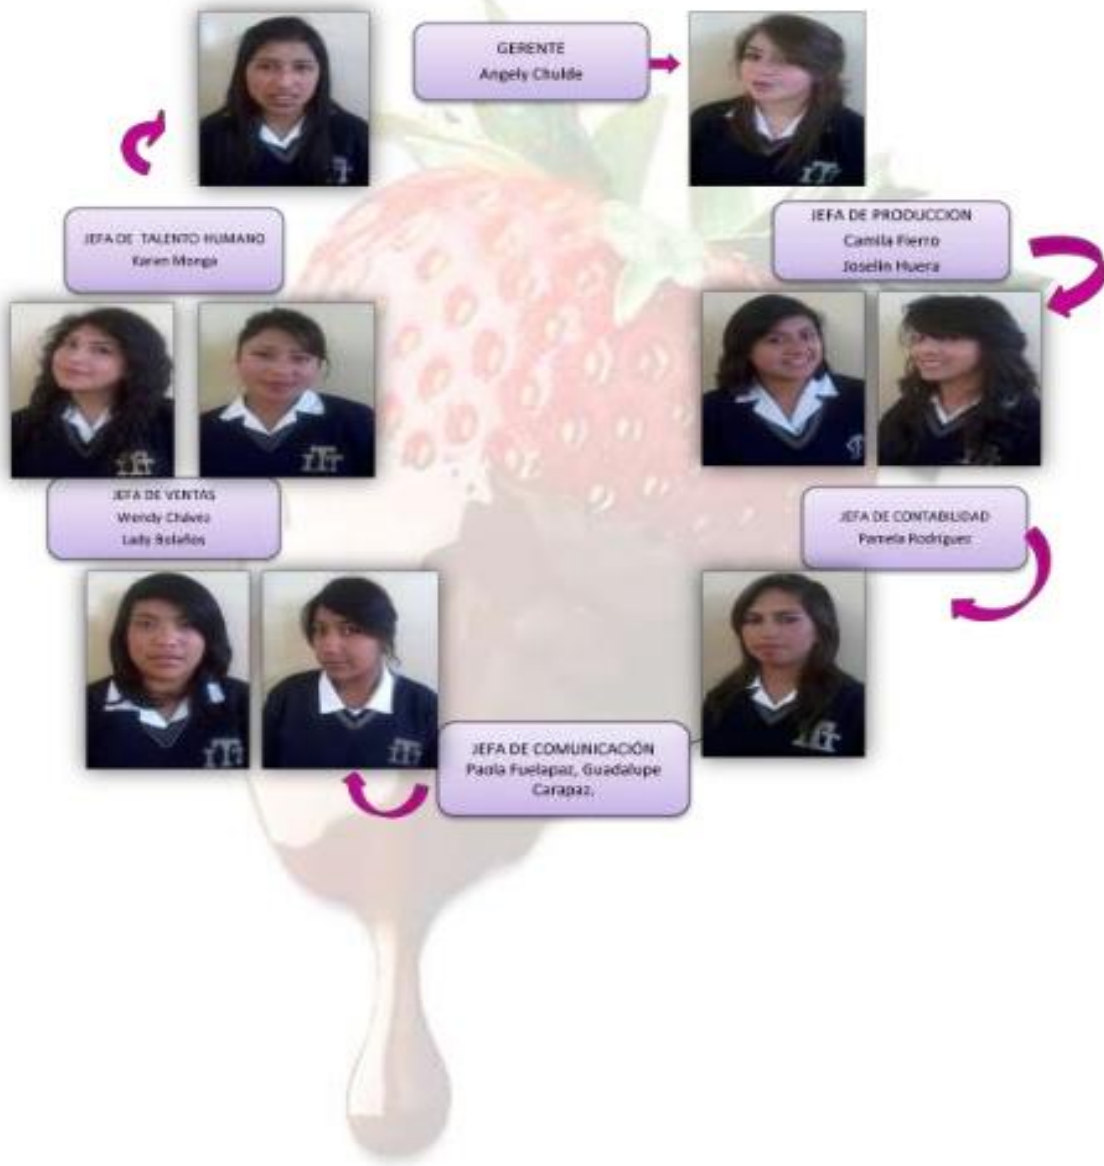 GERENTE
Angely Chulde
JEFA DE TALENTO HUMANO
Karen Monga
JEFA DE PRODUCCION
Camila Fierro
Joselin Huera
JEFA DE VENTAS
Wendy Chávez
Lady Bolaños
JEFA DE CONTABILIDAD
Pamela Rodriguez
JEFA DE COMUNICACIÓN
Paola Fuelapaz, Guadalupe
Carapaz,